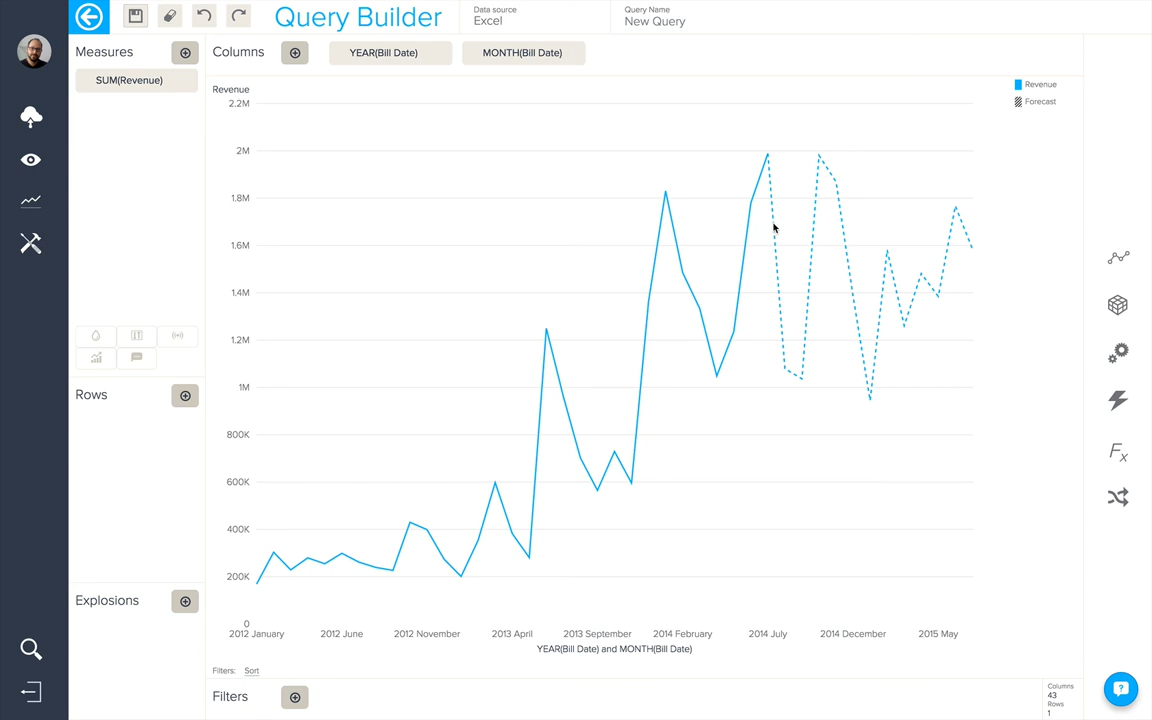 Query Builder
Data source
Excel
Query Name
New Query
Measures
SUM(Revenue)
Columns
YEAR(Bill Date)
MONTH(Bill Date)
Revenue
2.2M
2M
1.8M
1.6M
1.4M
1.2M
1M
800K
600K
400K
200K
0
2012 January
2012 June
2012 November
2013 April
2013 September
2014 February
2014 July
2014 December
2015 May
YEAR(Bill Date) and MONTH(Bill Date)
Revenue
Forecast
Rows
Explosions
Filters:
Sort
Filters
Columns
43
Rows
1
Fx